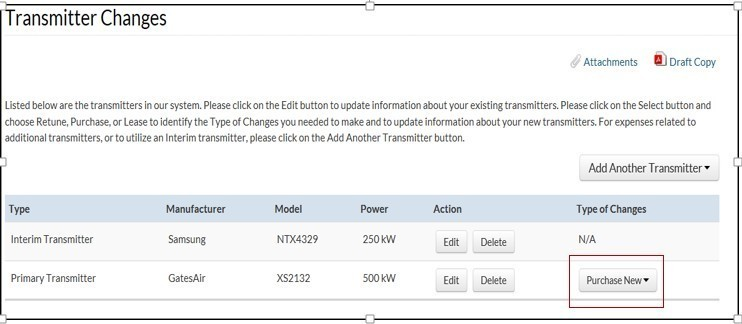 Transmitter Changes
Attachments Draft Copy
Listed below are the transmitters in our system. Please click on the Edit button to update information about your existing transmitters. Please click on the Select button and
choose Retune, Purchase, or Lease to identify the Type of Changes you needed to make and to update information about your new transmitters. For expenses related to
additional transmitters, or to utilize an Interim transmitter, please click on the Add Another Transmitter button.
Add Another Transmitter
Type Manufacturer Model Power Action Type of Changes
Interim Transmitter Samsung NTX4329 250 kW Edit Delete N/A
Primary Transmitter GatesAir XS2132 500 kW Edit Delete Purchase New